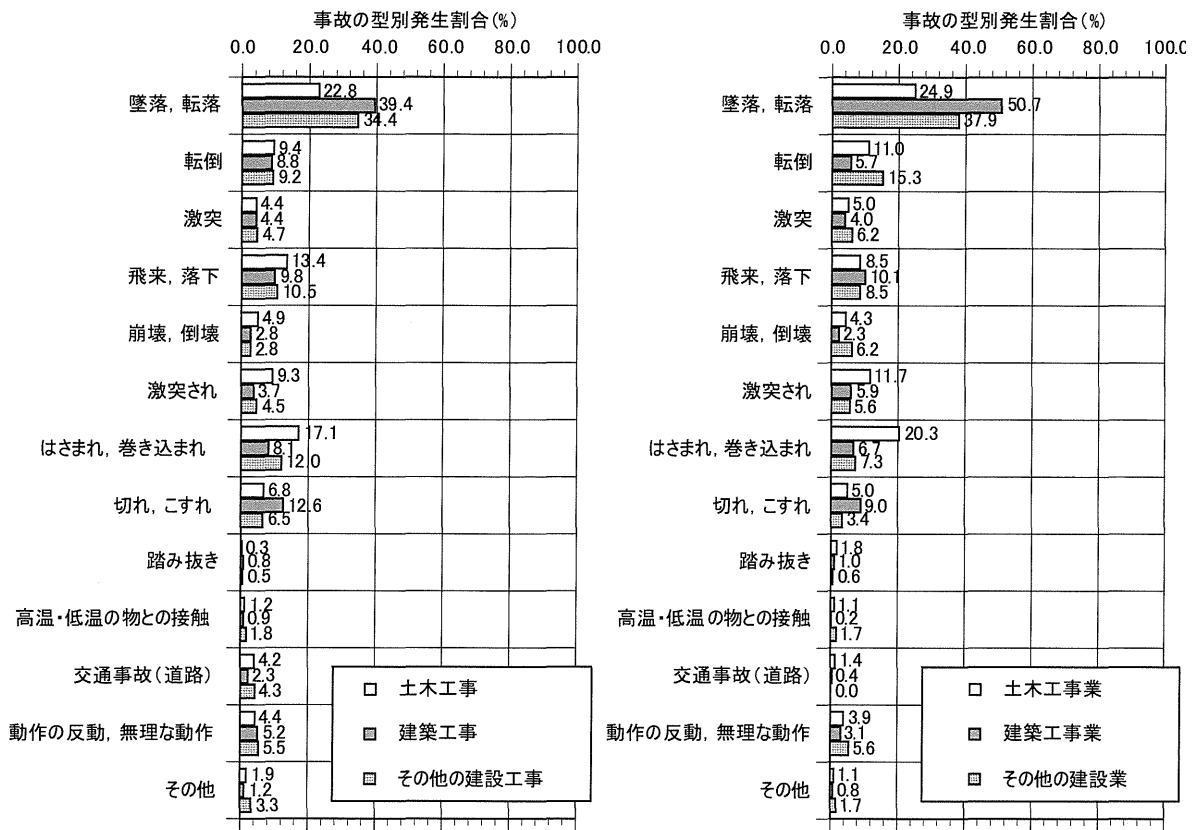 事故の型別発生割合(%)
0.0 20.0 40.0 60.0 80.0 100.0
墜落, 転落
22.8
39.4
34.4
転倒
9.4
8.8
9.2
激突
4.4
4.4
4.7
飛来, 落下
13.4
9.8
10.5
崩壊, 倒壊
4.9
2.8
2.8
激突され
9.3
3.7
4.5
はさまれ, 巻き込まれ
17.1
8.1
12.0
切れ, こすれ
6.8
12.6
6.5
踏み抜き
0.3
0.8
0.5
高温・低温の物との接触
1.2
0.9
1.8
交通事故(道路)
4.2
2.3
4.3
動作の反動, 無理な動作
4.4
5.2
5.5
その他
1.9
1.2
3.3
土木工事
建築工事
その他の建設工事
事故の型別発生割合(%)
0.0 20.0 40.0 60.0 80.0 100.0
墜落, 転落
24.9
50.7
37.9
転倒
11.0
5.7
15.3
激突
5.0
4.0
6.2
飛来, 落下
8.5
10.1
8.5
崩壊, 倒壊
4.3
2.3
6.2
激突され
11.7
5.9
5.6
はさまれ, 巻き込まれ
20.3
6.7
7.3
切れ, こすれ
5.0
9.0
3.4
踏み抜き
1.8
1.0
0.6
高温・低温の物との接触
1.1
0.2
1.7
交通事故(道路)
1.4
0.4
0.0
動作の反動, 無理な動作
3.9
3.1
5.6
その他
1.1
0.8
1.7
土木工事業
建築工事業
その他の建設業